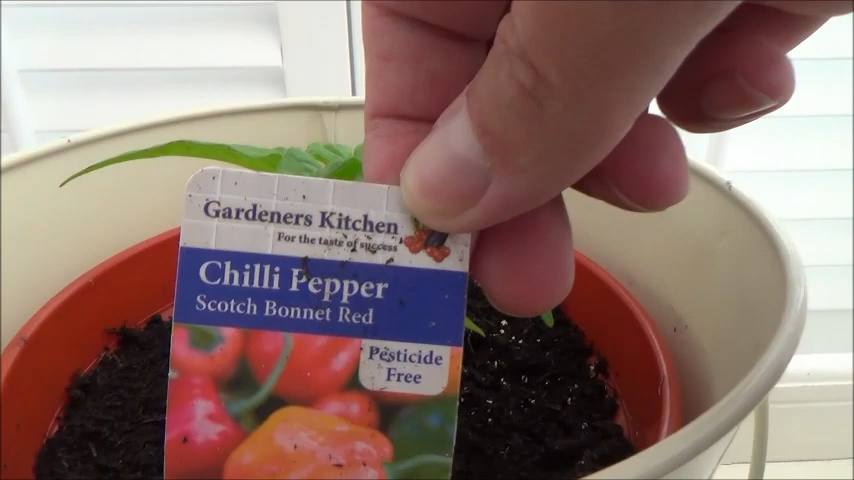 Gardeners Kitchen
For the taste of success
Chilli Pepper
Scotch Bonnet Red
Pesticide
Free